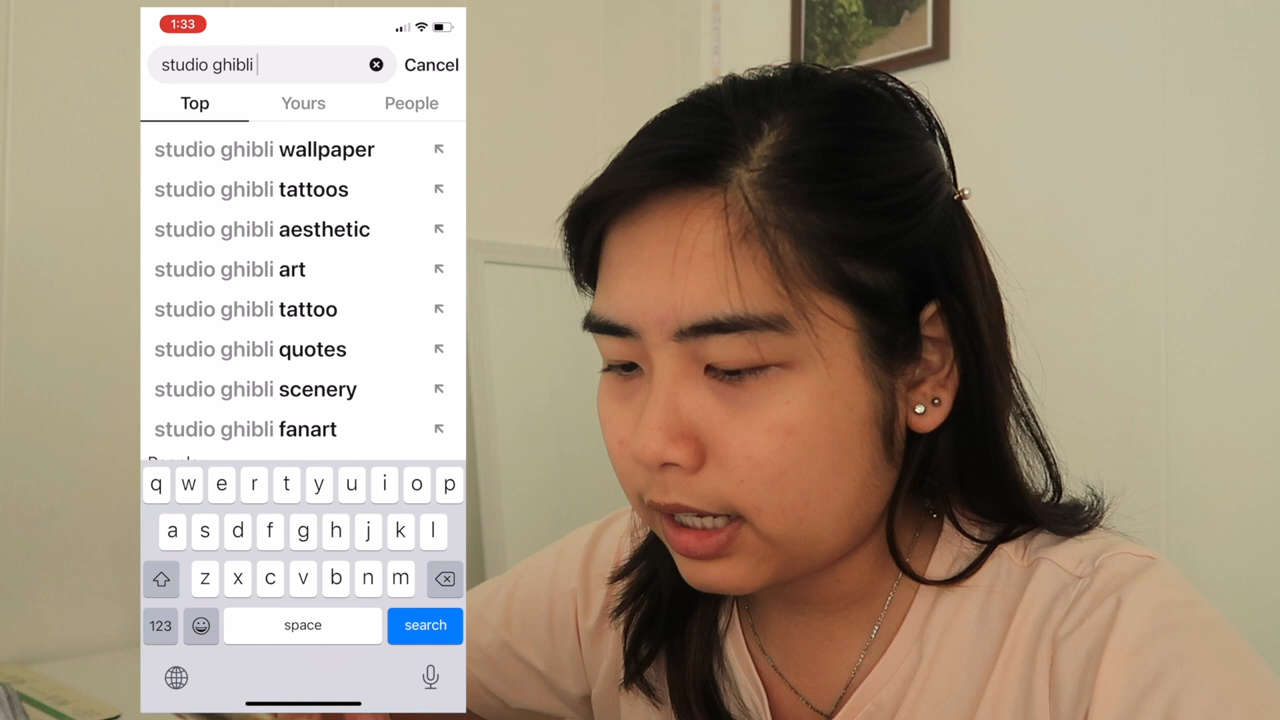 1:33
studio ghibli
Cancel
Top Yours People
studio ghibli wallpaper
studio ghibli tattoos
studio ghibli aesthetic
studio ghibli art
studio ghibli tattoo
studio ghibli quotes
studio ghibli scenery
studio ghibli fanart
People
q w e r t y u i o p
a s d f g h j k l
z x c v b n m
123 space search